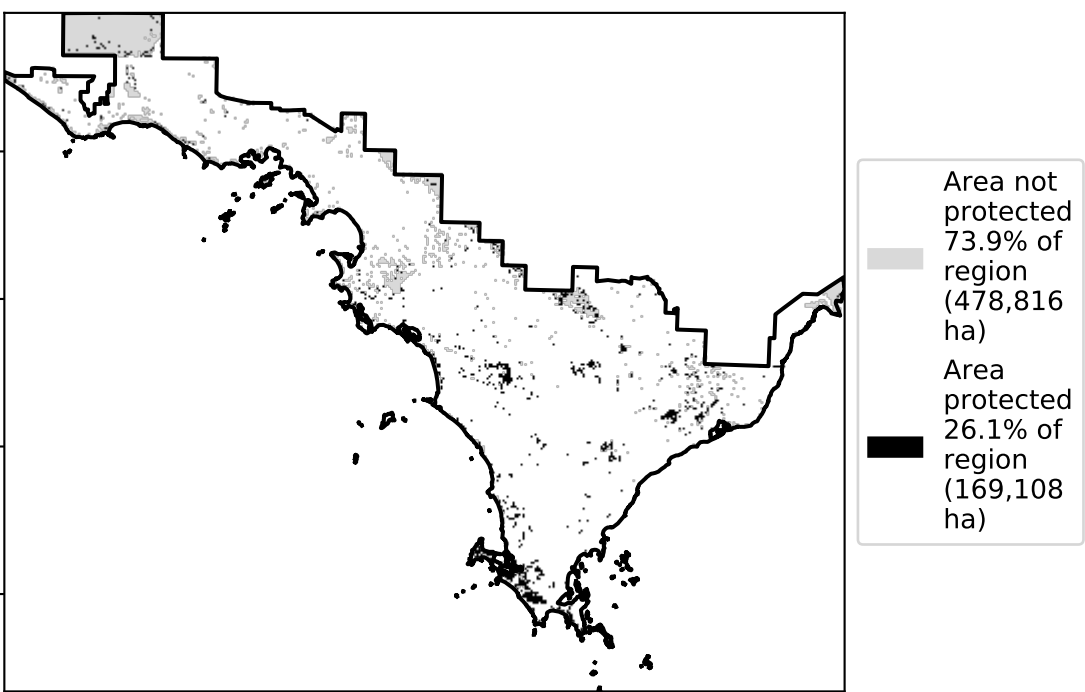 Area not
protected
73.9% of
region
(478,816
ha)
Area
protected
26.1% of
region
(169,108
ha)